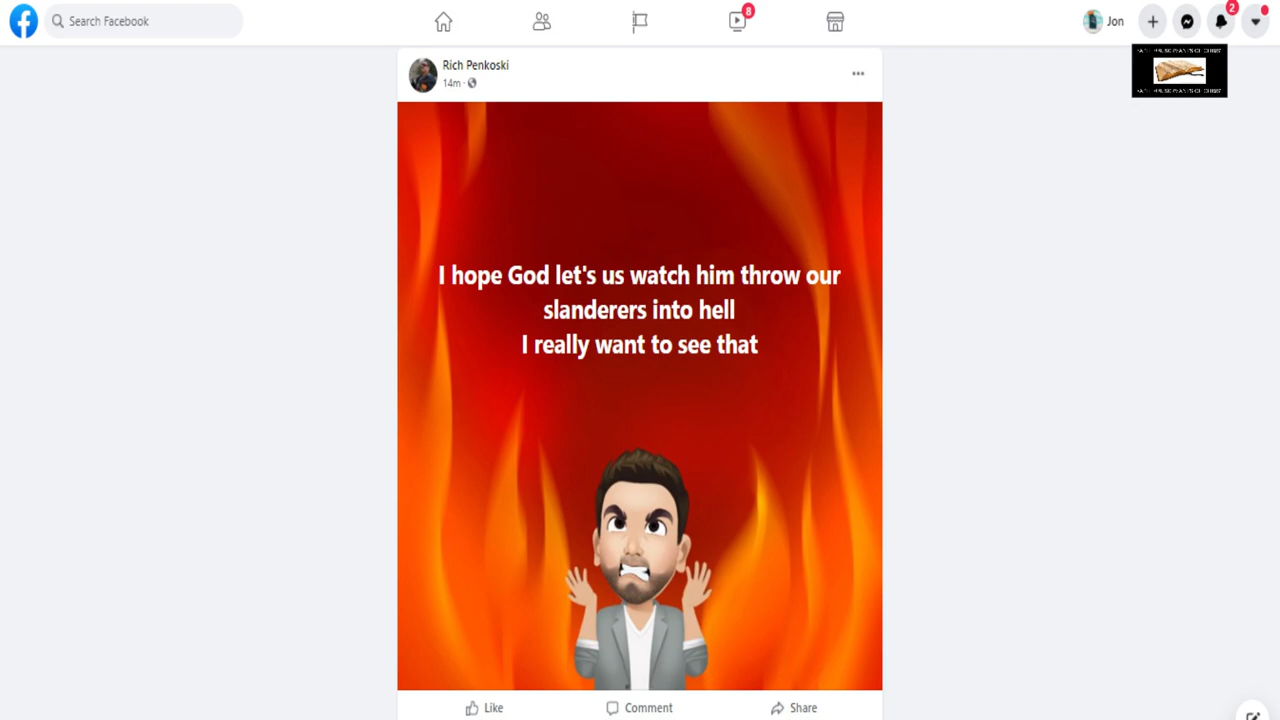 Search Facebook
8
Jon
2
Rich Penkoski
14m ·
I hope God let's us watch him throw our
slanderers into hell
I really want to see that
Like
Comment
Share